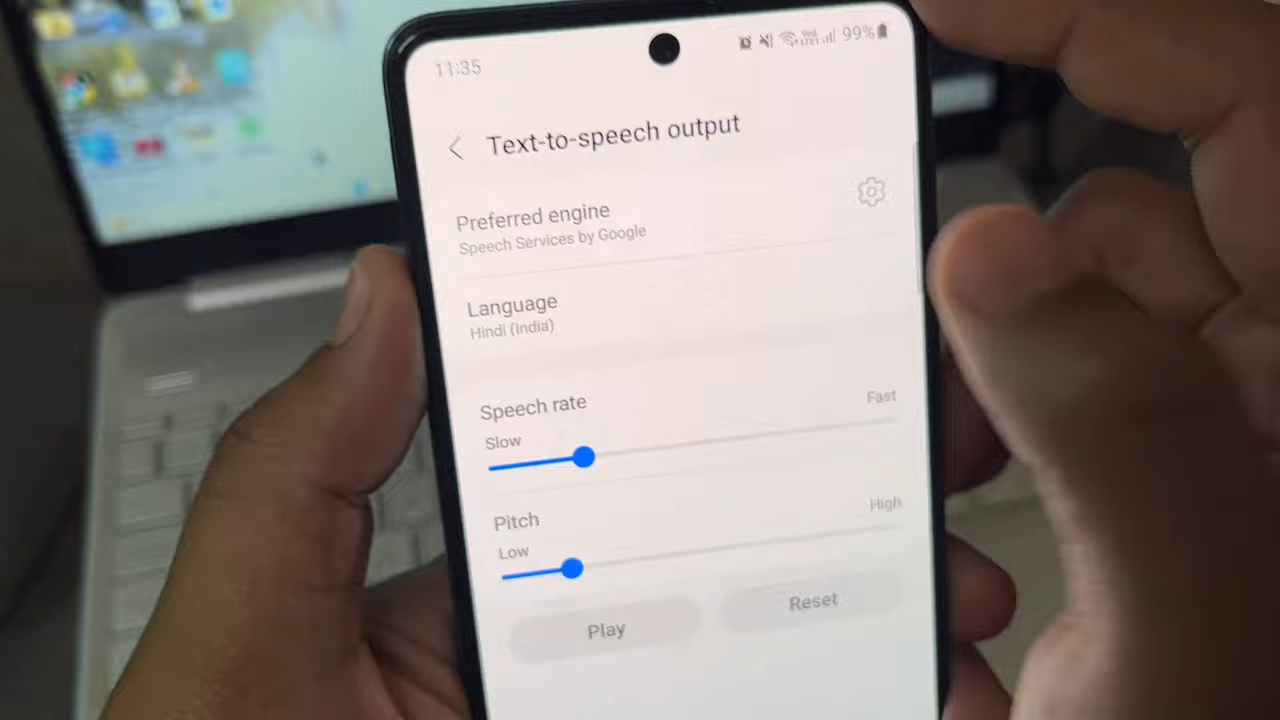 11:35
99%
Text-to-speech output
Preferred engine
Speech Services by Google
Language
Hindi (India)
Speech rate
Slow
Fast
Pitch
Low
High
Play
Reset